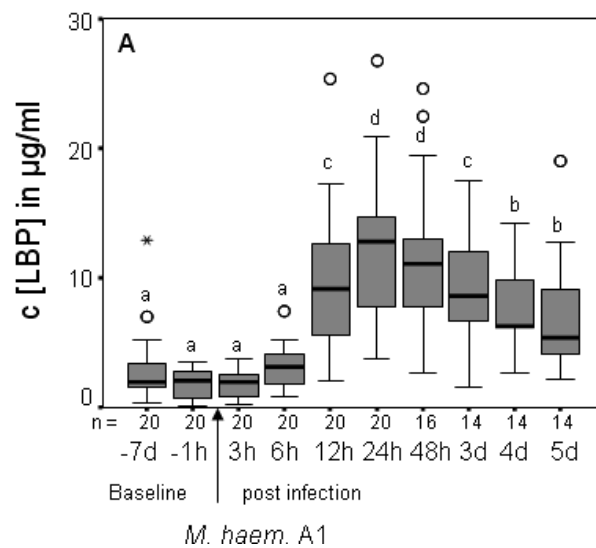 30
A
d
d
20
c
c
c [LBP] in µg/ml
*
b
b
10
a
a
a
a
0
n = 20 20 20 20 20 20 16 14 14 14
-7d -1h 3h 6h 12h 24h 48h 3d 4d 5d
Baseline post infection
M. haem. A1